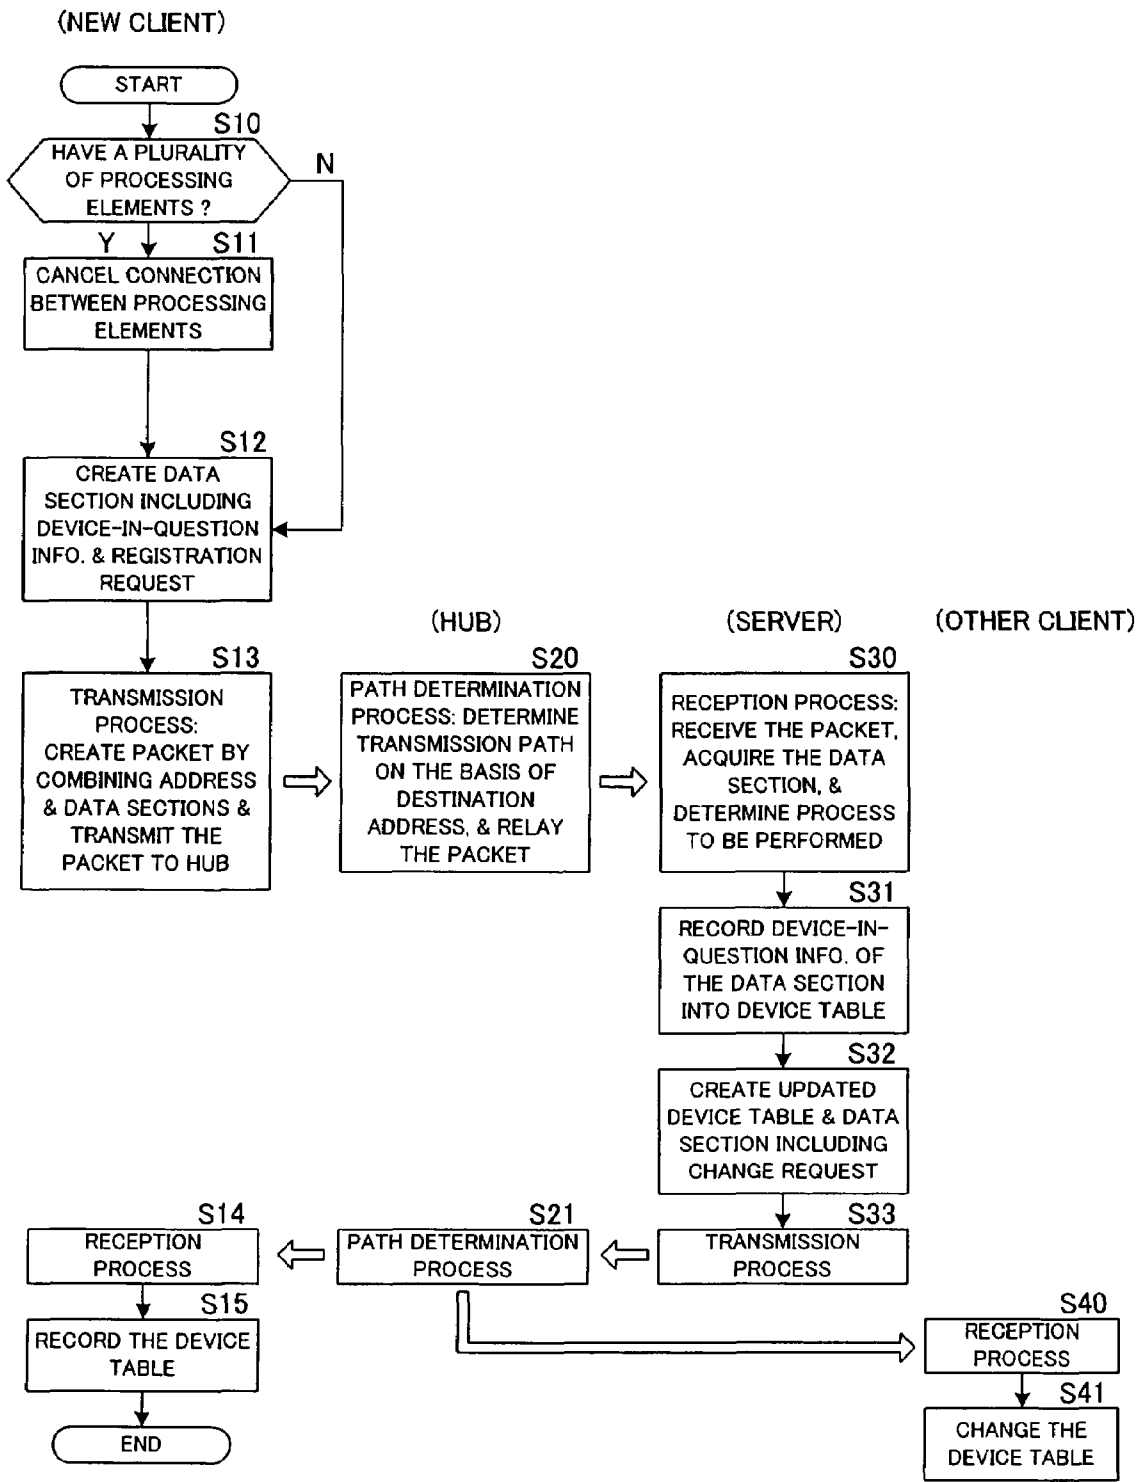 (NEW CLIENT)
START
S10
HAVE A PLURALITY
OF PROCESSING
ELEMENTS ?
N
Y
S11
CANCEL CONNECTION
BETWEEN PROCESSING
ELEMENTS
S12
CREATE DATA
SECTION INCLUDING
DEVICE-IN-QUESTION
INFO. & REGISTRATION
REQUEST
(HUB)
(SERVER)
(OTHER CLIENT)
S13
TRANSMISSION
PROCESS:
CREATE PACKET BY
COMBINING ADDRESS
& DATA SECTIONS &
TRANSMIT THE
PACKET TO HUB
S20
PATH DETERMINATION
PROCESS: DETERMINE
TRANSMISSION PATH
ON THE BASIS OF
DESTINATION
ADDRESS, & RELAY
THE PACKET
S30
RECEPTION PROCESS:
RECEIVE THE PACKET,
ACQUIRE THE DATA
SECTION, &
DETERMINE PROCESS
TO BE PERFORMED
S31
RECORD DEVICE-IN-
QUESTION INFO. OF
THE DATA SECTION
INTO DEVICE TABLE
S32
CREATE UPDATED
DEVICE TABLE & DATA
SECTION INCLUDING
CHANGE REQUEST
S33
TRANSMISSION
PROCESS
S21
PATH DETERMINATION
PROCESS
S14
RECEPTION
PROCESS
S15
RECORD THE DEVICE
TABLE
END
S40
RECEPTION
PROCESS
S41
CHANGE THE
DEVICE TABLE